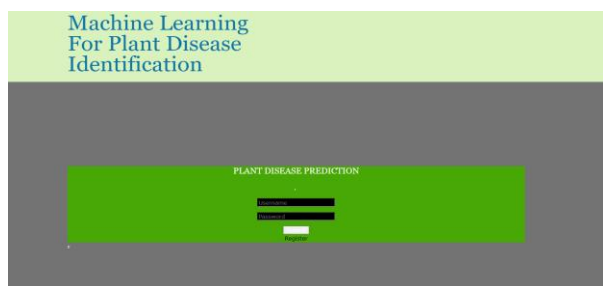 Machine Learning
For Plant Disease
Identification
PLANT DISEASE PREDICTION
Username
Password
Register